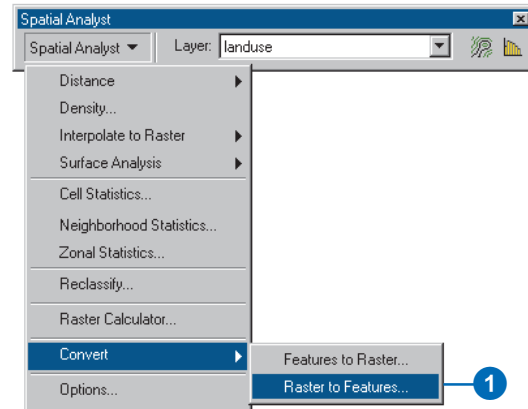 Spatial Analyst
Spatial Analyst Layer: landuse
Distance
Density...
Interpolate to Raster
Surface Analysis
Cell Statistics...
Neighborhood Statistics...
Zonal Statistics...
Reclassify...
Raster Calculator...
Convert
Features to Raster...
Raster to Features...
1
Options...